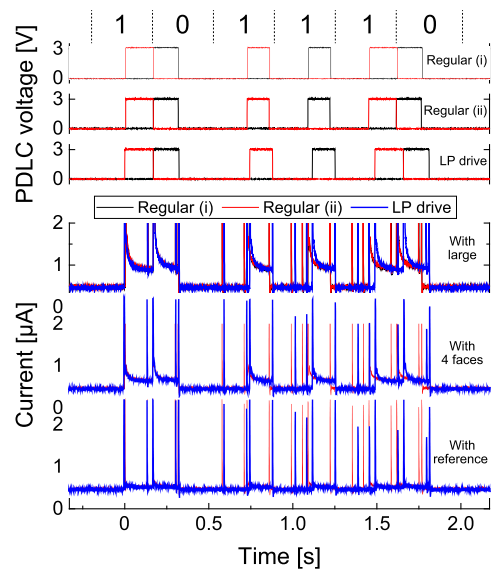 1 0 1 1 1 0
PDLC voltage [V]
3
0
Regular (i)
3
0
Regular (ii)
3
0
LP drive
Regular (i) Regular (ii) LP drive
Current [µA]
2
1
0
With
large
2
1
0
With
4 faces
2
1
0
With
reference
0 0.5 1.0 1.5 2.0
Time [s]